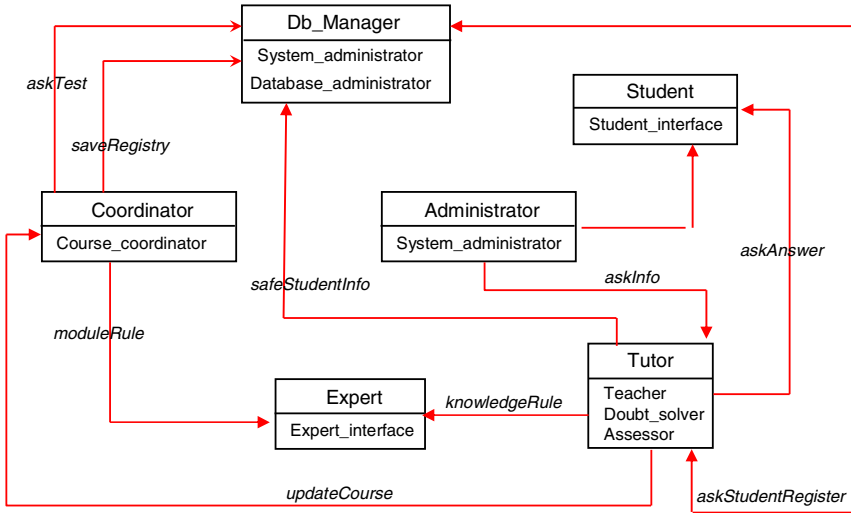 Db_Manager
System_administrator
Database_administrator
askTest
saveRegistry
Student
Student_interface
Coordinator
Course_coordinator
Administrator
System_administrator
askAnswer
safeStudentInfo
askInfo
moduleRule
Tutor
Teacher
Doubt_solver
Assessor
Expert
Expert_interface
knowledgeRule
updateCourse
askStudentRegister